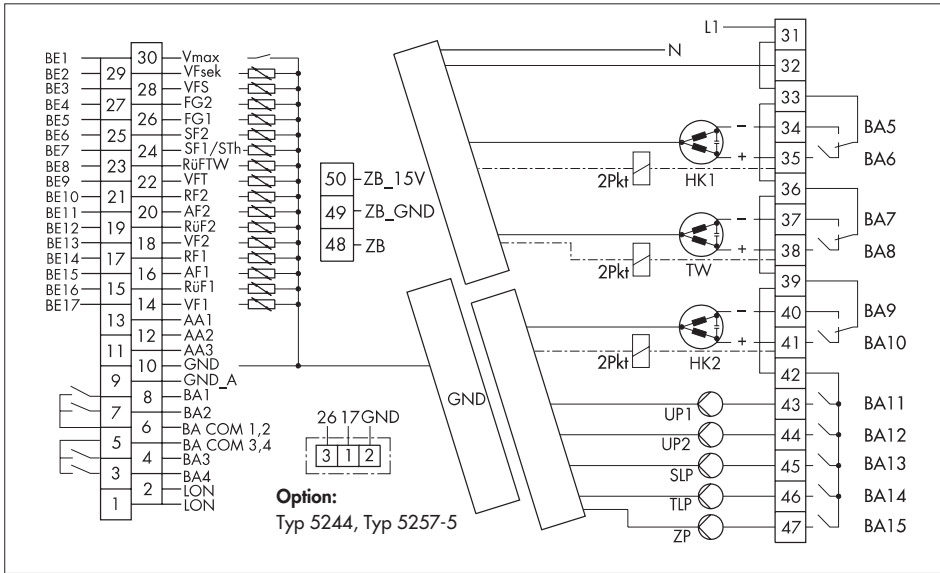 BE1 30 Vmax
BE2 29 VFsek
BE3 28 VFS
BE4 27 FG2
BE5 26 FG1
BE6 25 SF2
BE7 24 SF1/STh
BE8 23 RüFTW
BE9 22 VFT
BE10 21 RF2
BE11 20 AF2
BE12 19 RüF2
BE13 18 VF2
BE14 17 RF1
BE15 16 AF1
BE16 15 RüF1
BE17 14 VF1
13 AA1
12 AA2
11 AA3
10 GND
9 GND_A
8 BA1
7 BA2
6 BA COM 1,2
5 BA COM 3,4
4 BA3
3 BA4
2 LON
1 LON
50 ZB_15V
49 ZB_GND
48 ZB
26 17 GND
3 1 2
Option:
Typ 5244, Typ 5257-5
GND
L1 31
N 32
33
− 34 BA5
+ 35 BA6
2Pkt HK1
36
− 37 BA7
+ 38 BA8
2Pkt TW
39
− 40 BA9
+ 41 BA10
2Pkt HK2
42
UP1 43 BA11
UP2 44 BA12
SLP 45 BA13
TLP 46 BA14
ZP 47 BA15